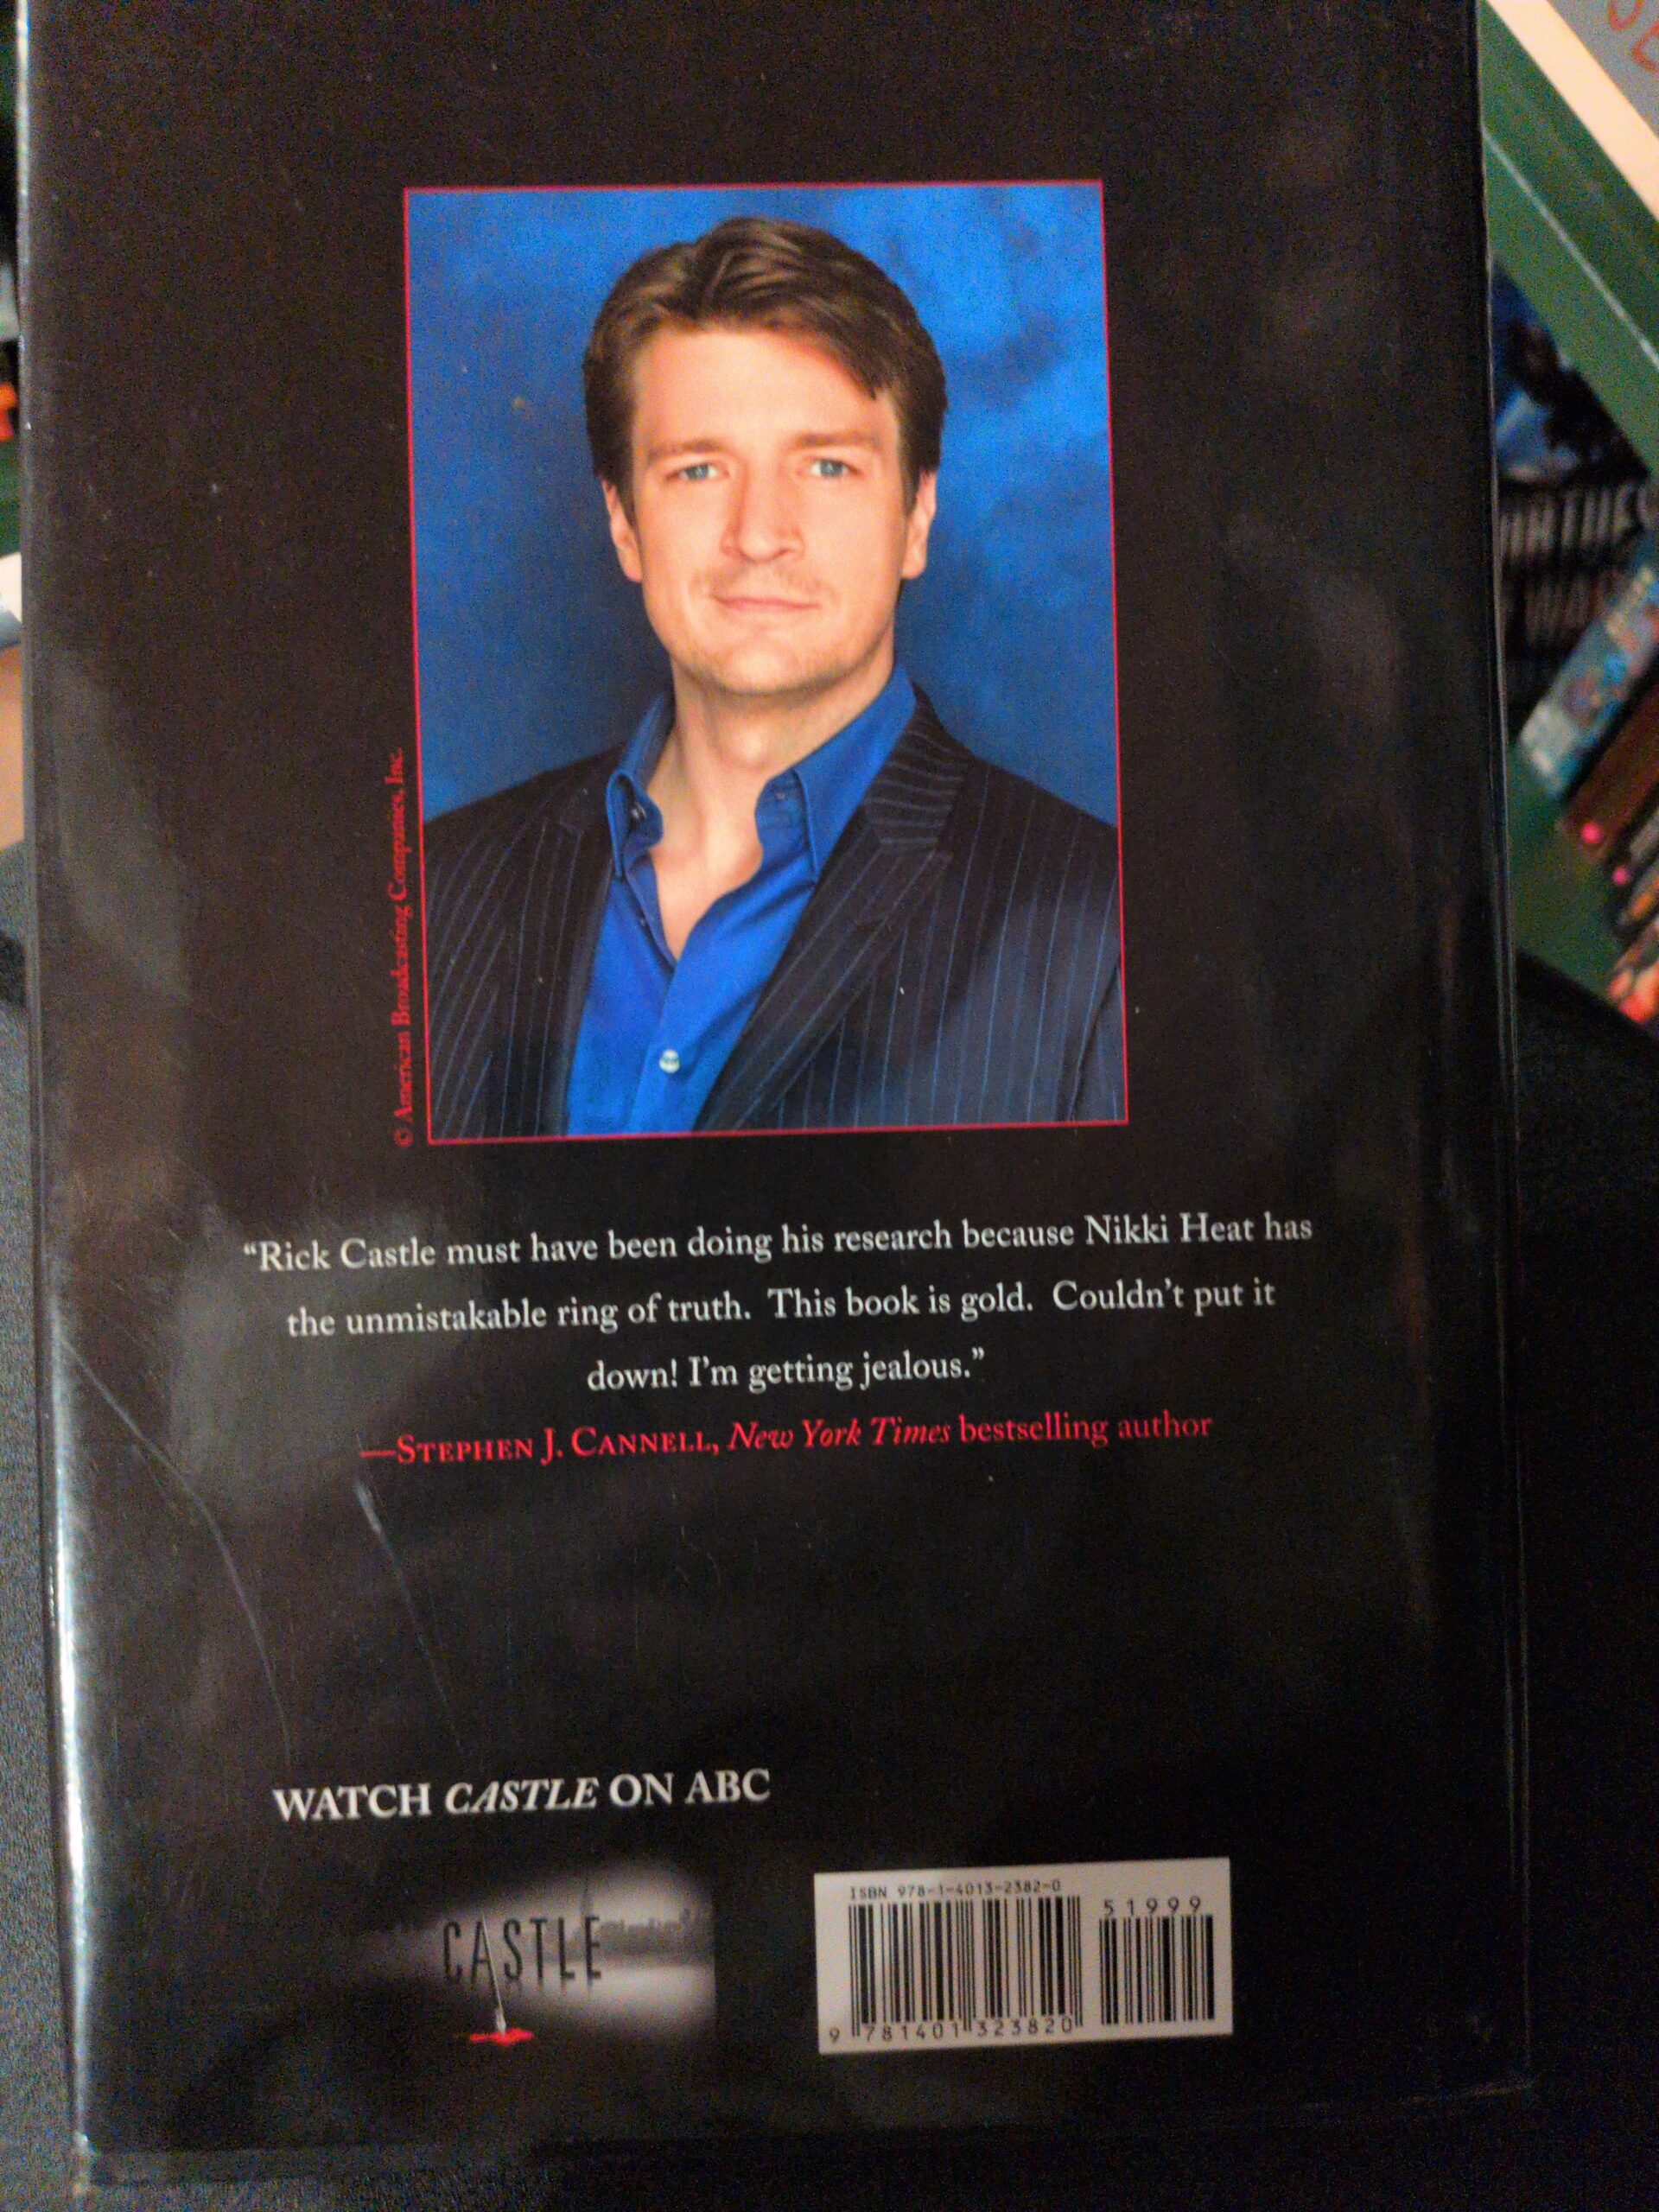 © American Broadcasting Companies, Inc.
“Rick Castle must have been doing his research because Nikki Heat has
the unmistakable ring of truth.  This book is gold.  Couldn’t put it
down! I’m getting jealous.”
—STEPHEN J. CANNELL, New York Times bestselling author
WATCH CASTLE ON ABC
CASTLE
ISBN 978-1-4013-2382-0
51999
9 781401 323820